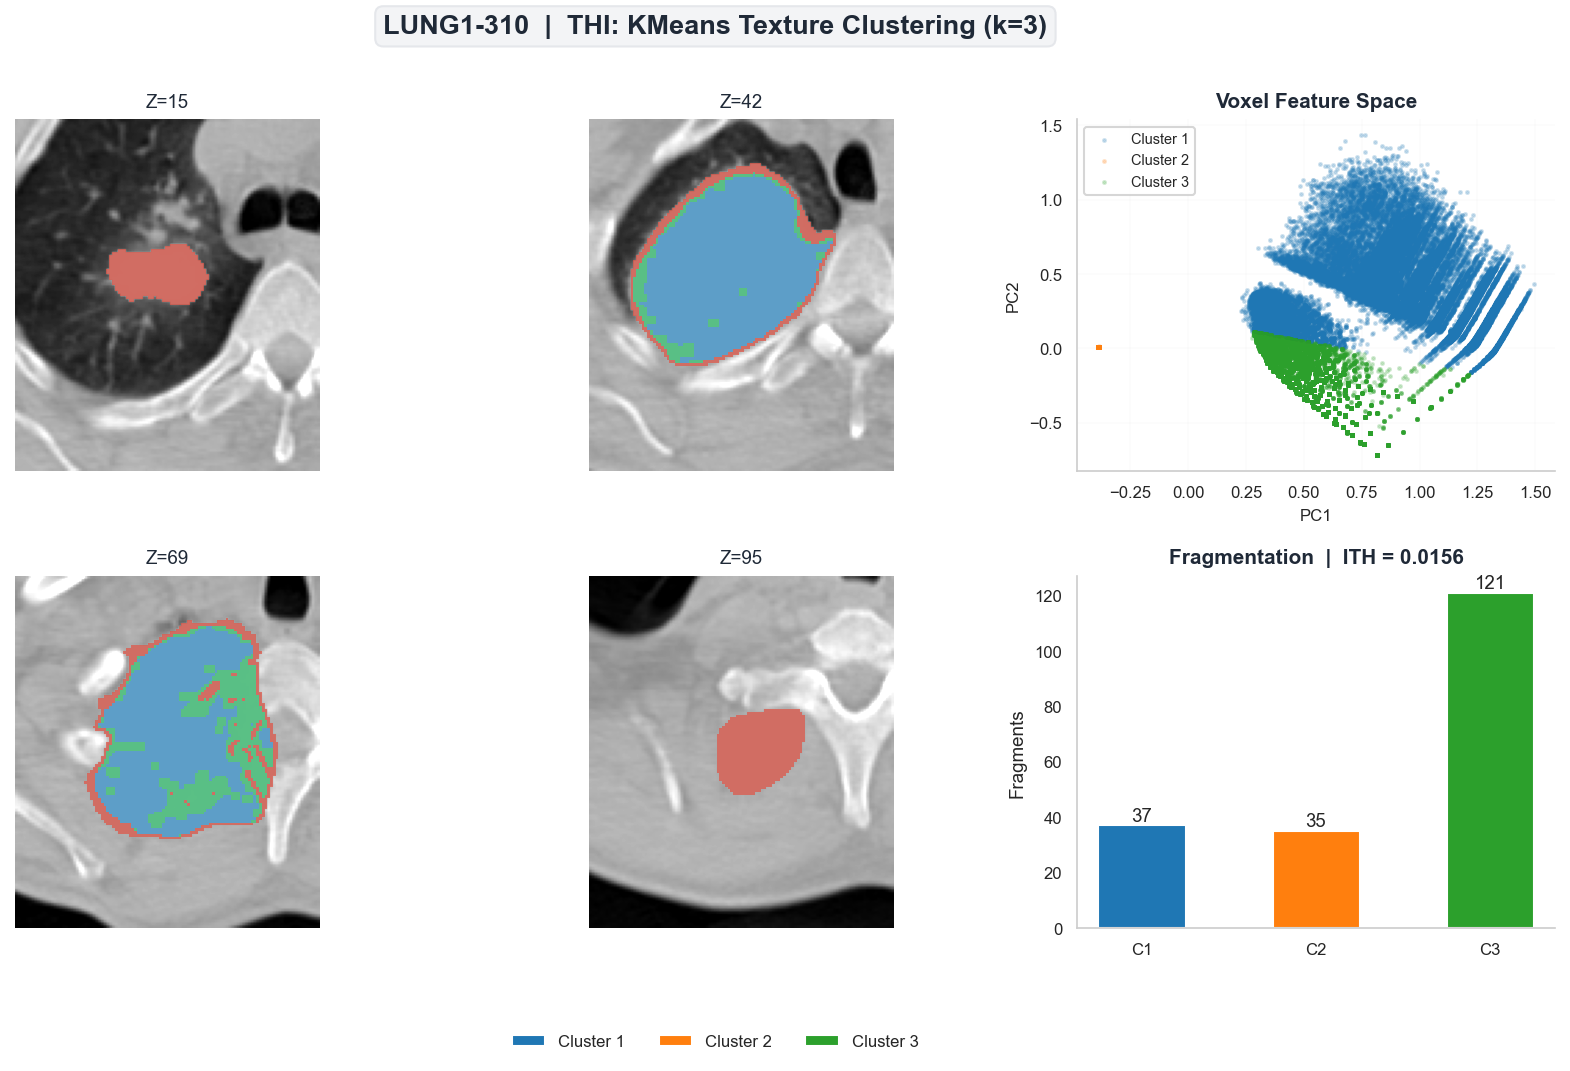 LUNG1-310 | THI: KMeans Texture Clustering (k=3)
Z=15
Z=42
Voxel Feature Space
Cluster 1
Cluster 2
Cluster 3
1.5
1.0
0.5
0.0
−0.5
PC2
−0.25 0.00 0.25 0.50 0.75 1.00 1.25 1.50
PC1
Z=69
Z=95
Fragmentation | ITH = 0.0156
120
100
80
60
40
20
0
Fragments
37
35
121
C1 C2 C3
Cluster 1 Cluster 2 Cluster 3